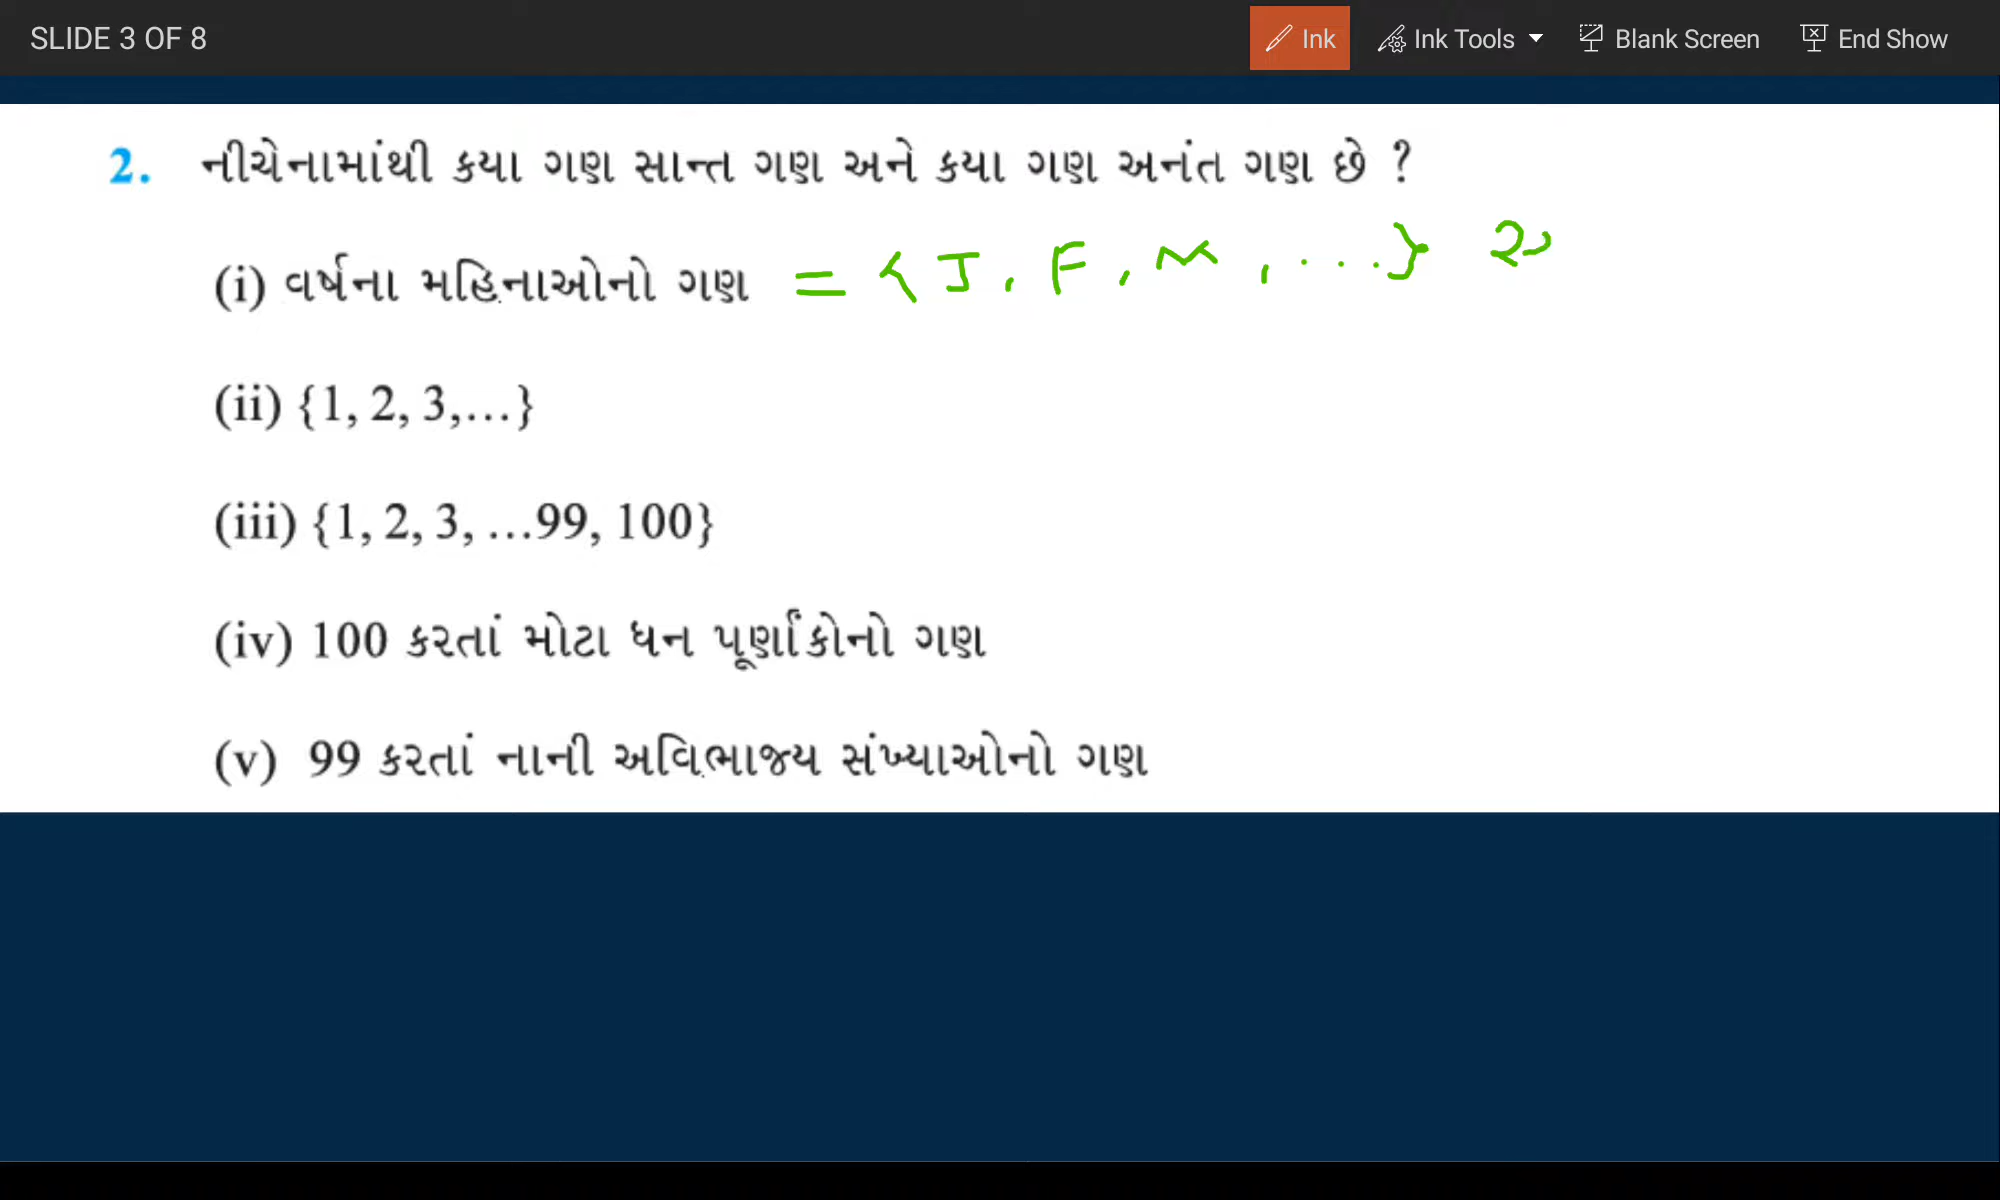 SLIDE 3 OF 8
Ink Ink Tools Blank Screen End Show
2. નીચેનામાંથી કયા ગણ સાન્ત ગણ અને કયા ગણ અનંત ગણ છે ?
(i) વર્ષના મહિનાઓનો ગણ = {J, F, M, ...}
(ii) {1, 2, 3,...}
(iii) {1, 2, 3, ...99, 100}
(iv) 100 કરતાં મોટા ધન પૂર્ણાંકોનો ગણ
(v) 99 કરતાં નાની અવિભાજ્ય સંખ્યાઓનો ગણ